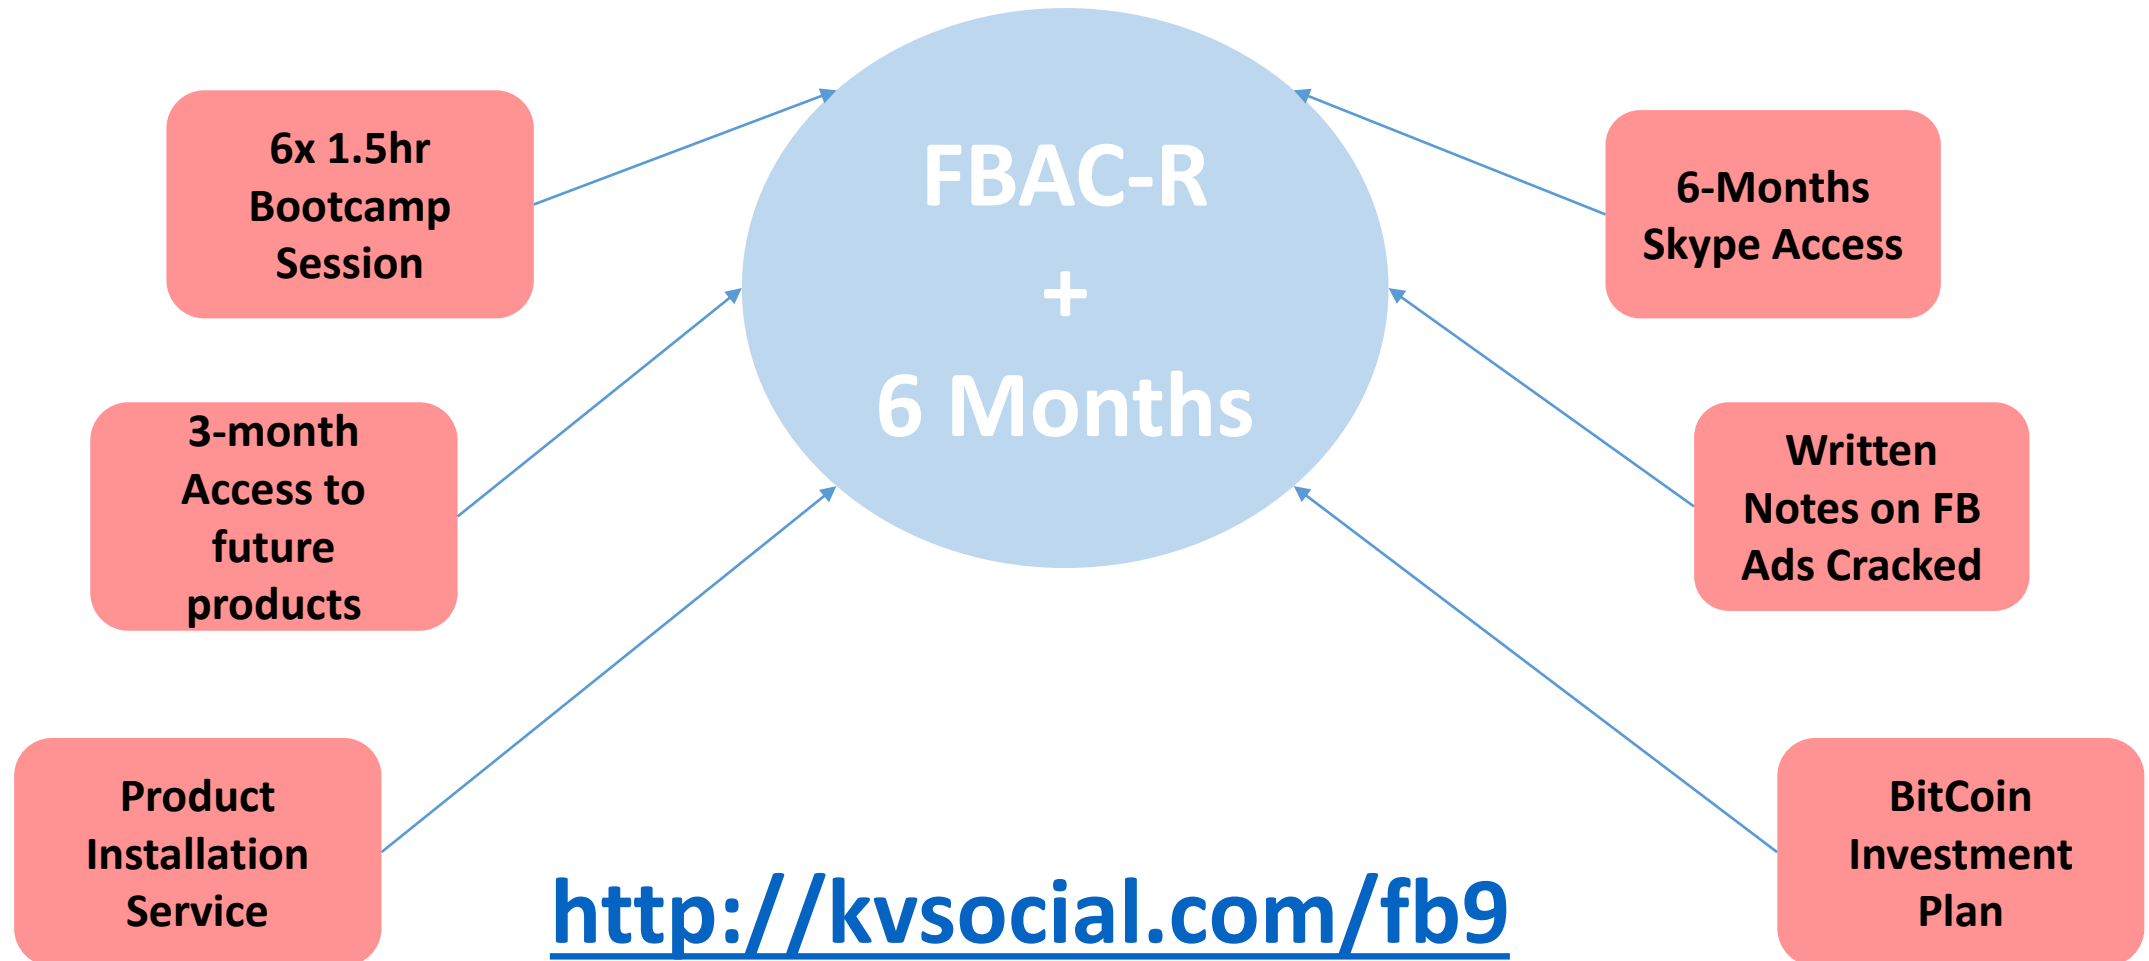 6x 1.5hr
Bootcamp
Session
3-month
Access to
future
products
Product
Installation
Service
FBAC-R
+
6 Months
6-Months
Skype Access
Written
Notes on FB
Ads Cracked
BitCoin
Investment
Plan
http://kvsocial.com/fb9